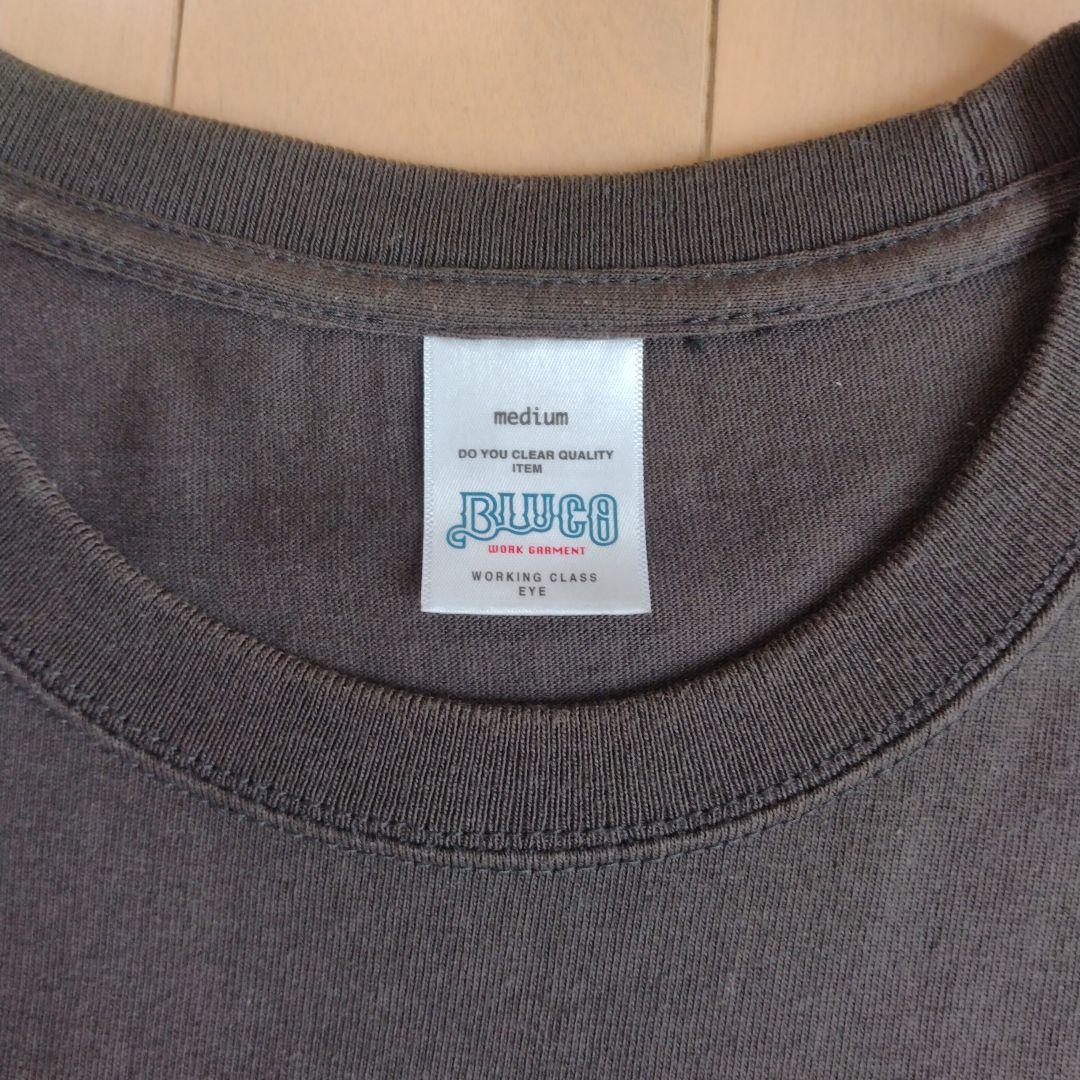 medium
DO YOU CLEAR QUALITY
ITEM
BLUCO
WORK GARMENT
WORKING CLASS
EYE